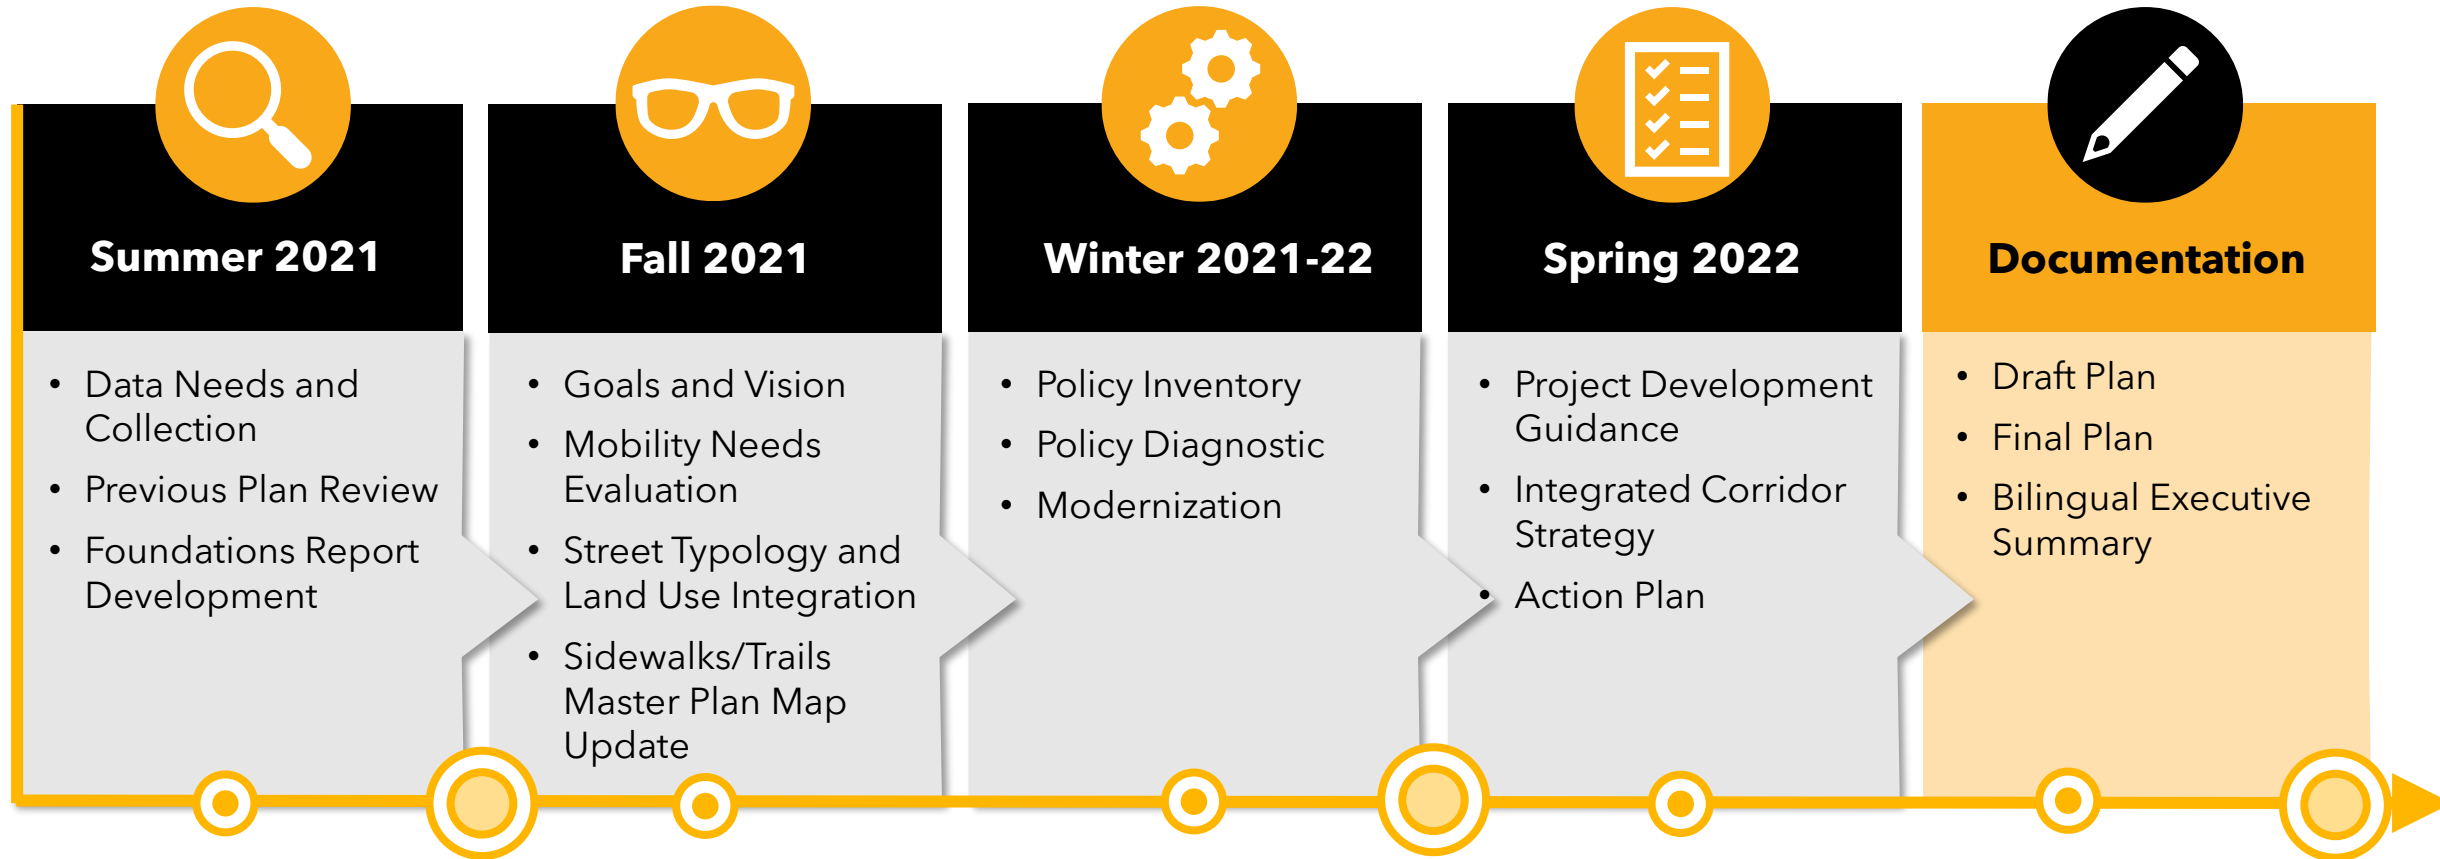 Summer 2021
• Data Needs and
Collection
• Previous Plan Review
• Foundations Report
Development
Fall 2021
• Goals and Vision
• Mobility Needs
Evaluation
• Street Typology and
Land Use Integration
• Sidewalks/Trails
Master Plan Map
Update
Winter 2021-22
• Policy Inventory
• Policy Diagnostic
• Modernization
Spring 2022
• Project Development
Guidance
• Integrated Corridor
Strategy
• Action Plan
Documentation
• Draft Plan
• Final Plan
• Bilingual Executive
Summary